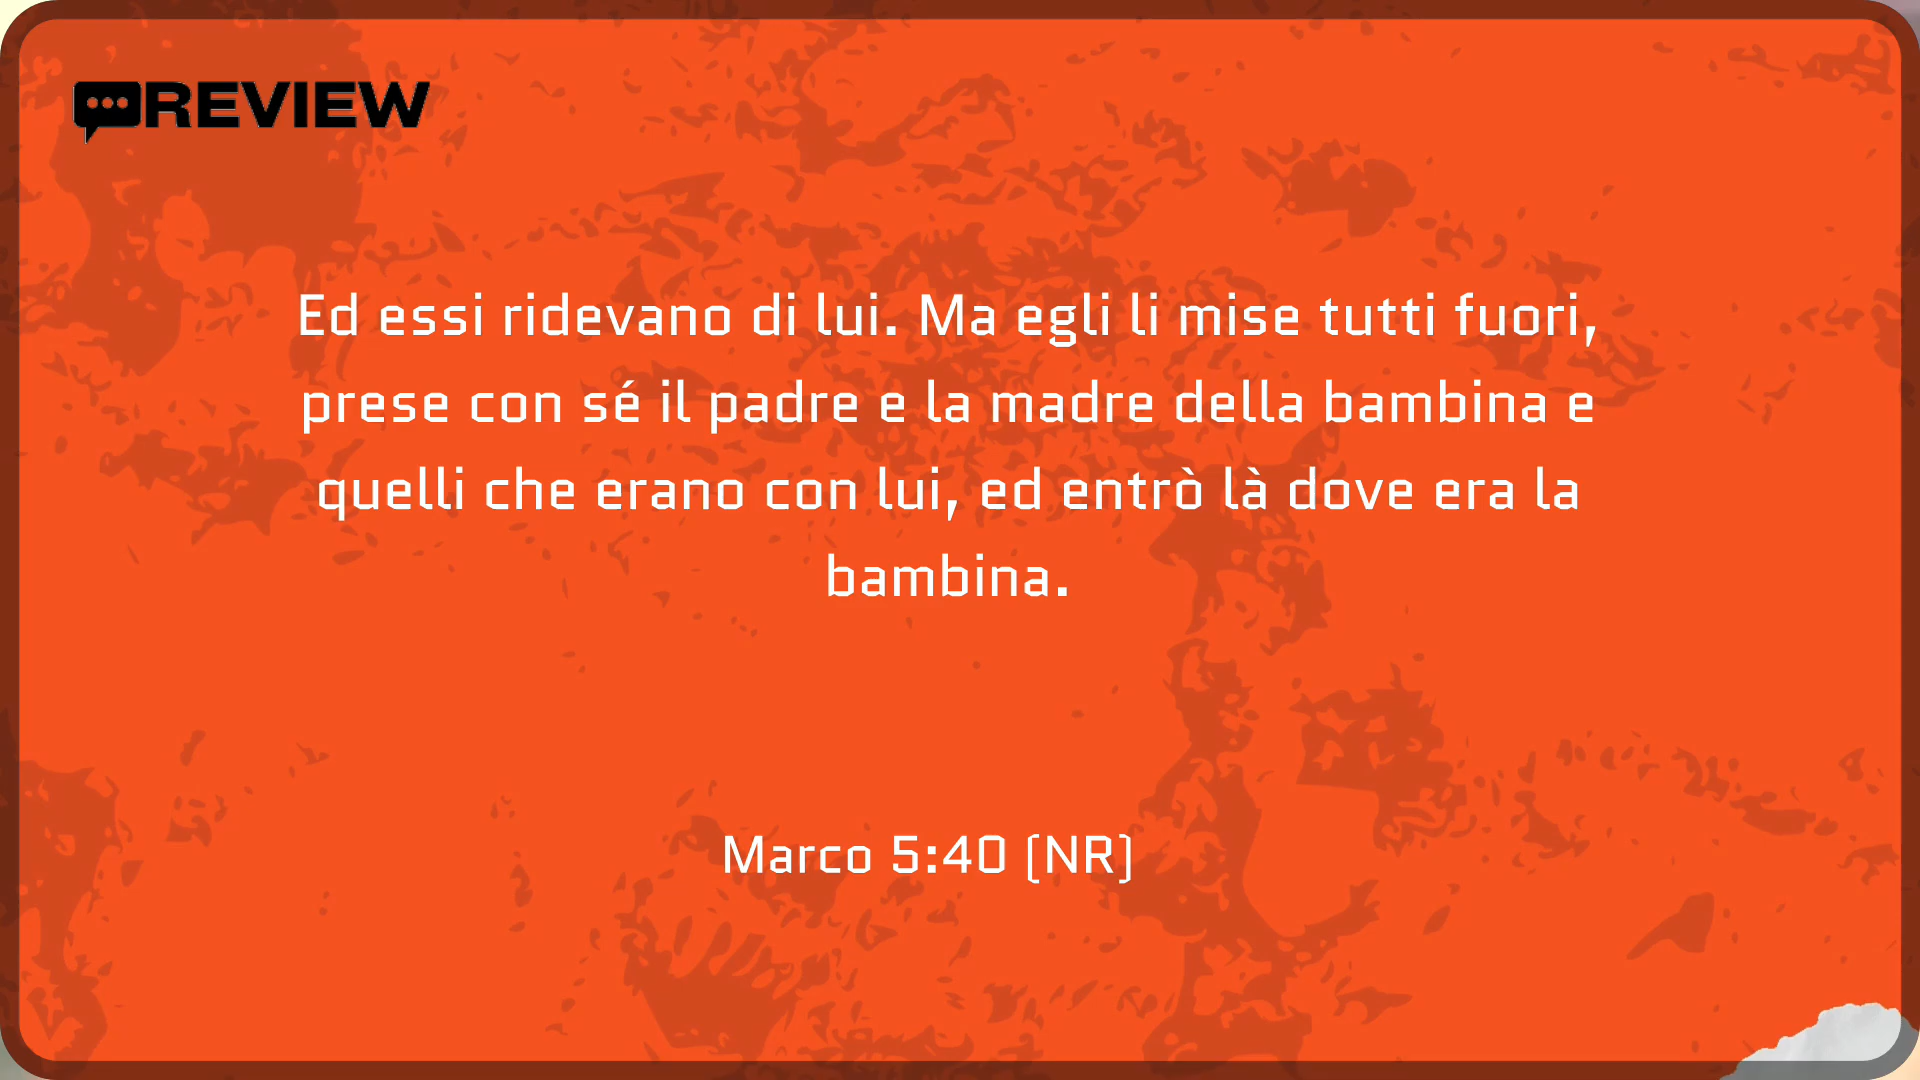 REVIEW
Ed essi ridevano di lui. Ma egli li mise tutti fuori,
prese con sé il padre e la madre della bambina e
quelli che erano con lui, ed entrò là dove era la
bambina.
Marco 5:40 (NR)